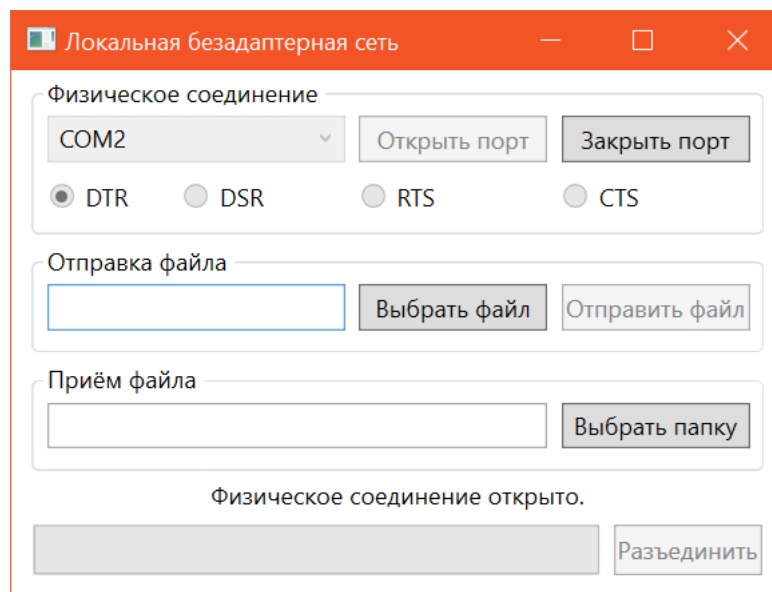 Локальная безадаптерная сеть
Физическое соединение
COM2 Открыть порт Закрыть порт
DTR DSR RTS CTS
Отправка файла
Выбрать файл Отправить файл
Приём файла
Выбрать папку
Физическое соединение открыто.
Разъединить